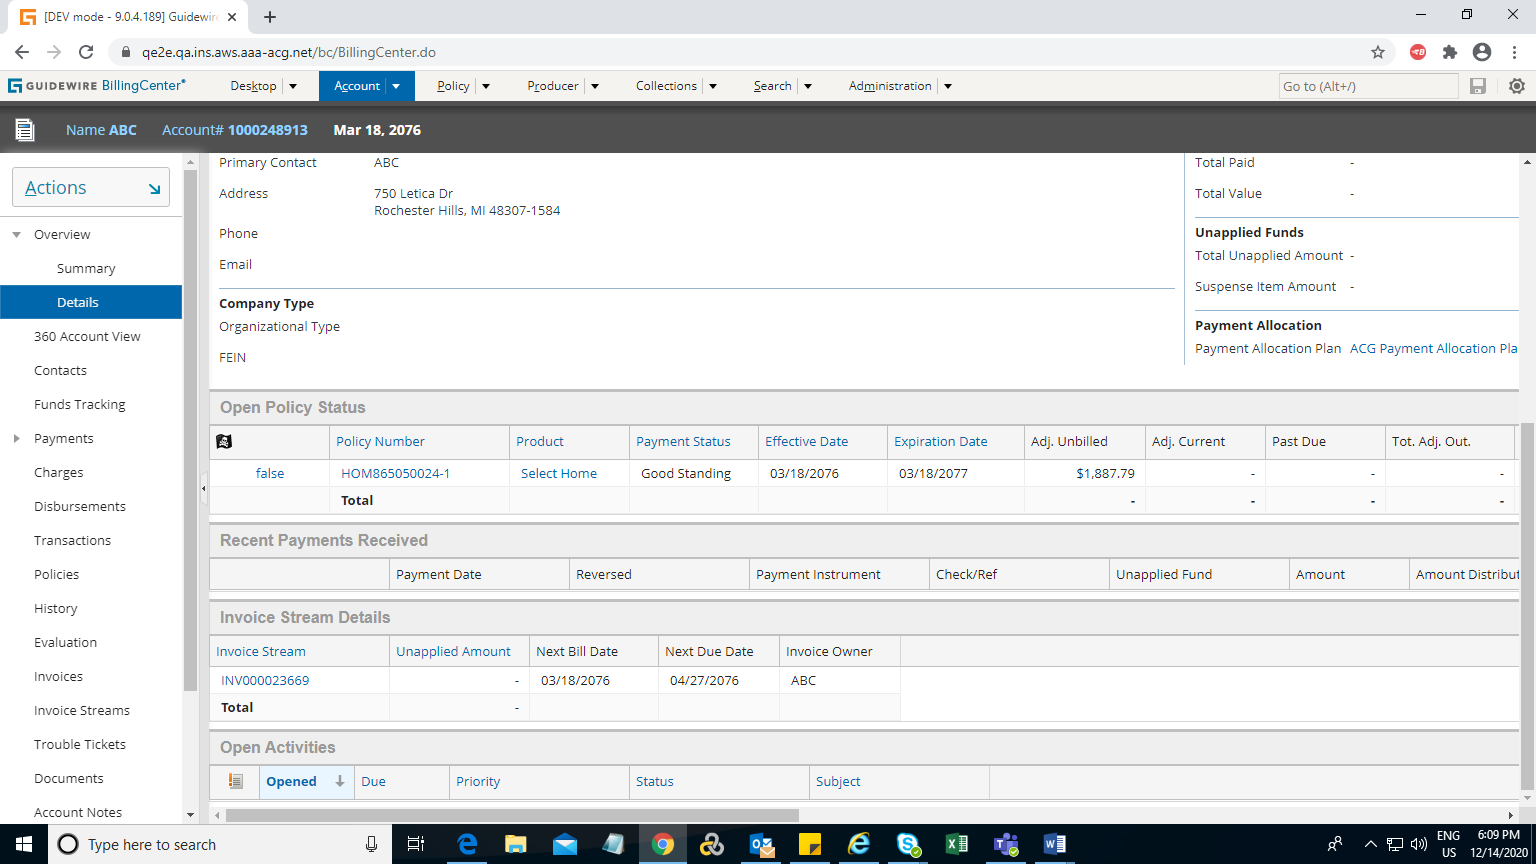 [DEV mode - 9.0.4.189] Guidewire
qe2e.qa.ins.aws.aaa-acg.net/bc/BillingCenter.do
GUIDEWIRE BillingCenter
Desktop
Account
Policy
Producer
Collections
Search
Administration
Go to (Alt+/)
Name ABC
Account# 1000248913
Mar 18, 2076
Actions
Overview
Summary
Details
360 Account View
Contacts
Funds Tracking
Payments
Charges
Disbursements
Transactions
Policies
History
Evaluation
Invoices
Invoice Streams
Trouble Tickets
Documents
Account Notes
Primary Contact ABC
Address 750 Letica Dr
Rochester Hills, MI 48307-1584
Phone
Email
Company Type
Organizational Type
FEIN
Total Paid -
Total Value -
Unapplied Funds
Total Unapplied Amount -
Suspense Item Amount -
Payment Allocation
Payment Allocation Plan ACG Payment Allocation Pla
Open Policy Status
Policy Number Product Payment Status Effective Date Expiration Date Adj. Unbilled Adj. Current Past Due Tot. Adj. Out.
false HOM865050024-1 Select Home Good Standing 03/18/2076 03/18/2077 $1,887.79 - - -
Total - - - -
Recent Payments Received
Payment Date Reversed Payment Instrument Check/Ref Unapplied Fund Amount Amount Distribut
Invoice Stream Details
Invoice Stream Unapplied Amount Next Bill Date Next Due Date Invoice Owner
INV000023669 - 03/18/2076 04/27/2076 ABC
Total -
Open Activities
Opened Due Priority Status Subject
Type here to search
ENG
US
6:09 PM
12/14/2020